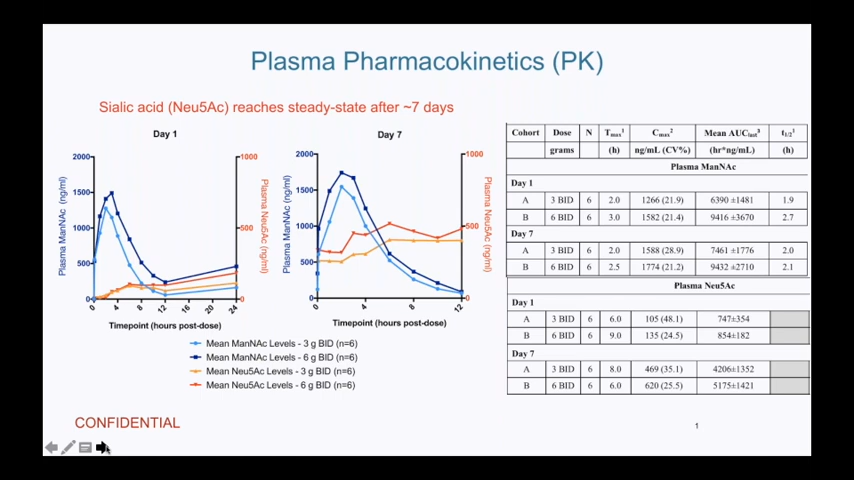 Plasma Pharmacokinetics (PK)
Sialic acid (Neu5Ac) reaches steady-state after ~7 days
Day 1
2000
1500
1000
500
0
Plasma ManNAc (ng/ml)
1000
500
0
Plasma Neu5Ac (ng/ml)
0 4 8 12 16 20 24
Timepoint (hours post-dose)
Day 7
2000
1500
1000
500
0
Plasma ManNAc (ng/ml)
1000
500
0
Plasma Neu5Ac (ng/ml)
0 4 8 12
Timepoint (hours post-dose)
Mean ManNAc Levels - 3 g BID (n=6)
Mean ManNAc Levels - 6 g BID (n=6)
Mean Neu5Ac Levels - 3 g BID (n=6)
Mean Neu5Ac Levels - 6 g BID (n=6)
Cohort Dose N Tmax1 Cmax2 Mean AUClast3 t1/21
grams (h) ng/mL (CV%) (hr*ng/mL) (h)
Plasma ManNAc
Day 1
A 3 BID 6 2.0 1266 (21.9) 6390 ±1481 1.9
B 6 BID 6 3.0 1582 (21.4) 9416 ±3670 2.7
Day 7
A 3 BID 6 2.0 1588 (28.9) 7461 ±1776 2.0
B 6 BID 6 2.5 1774 (21.2) 9432 ±2710 2.1
Plasma Neu5Ac
Day 1
A 3 BID 6 6.0 105 (48.1) 747±354
B 6 BID 6 9.0 135 (24.5) 854±182
Day 7
A 3 BID 6 8.0 469 (35.1) 4206±1352
B 6 BID 6 6.0 620 (25.5) 5175±1421
CONFIDENTIAL
1